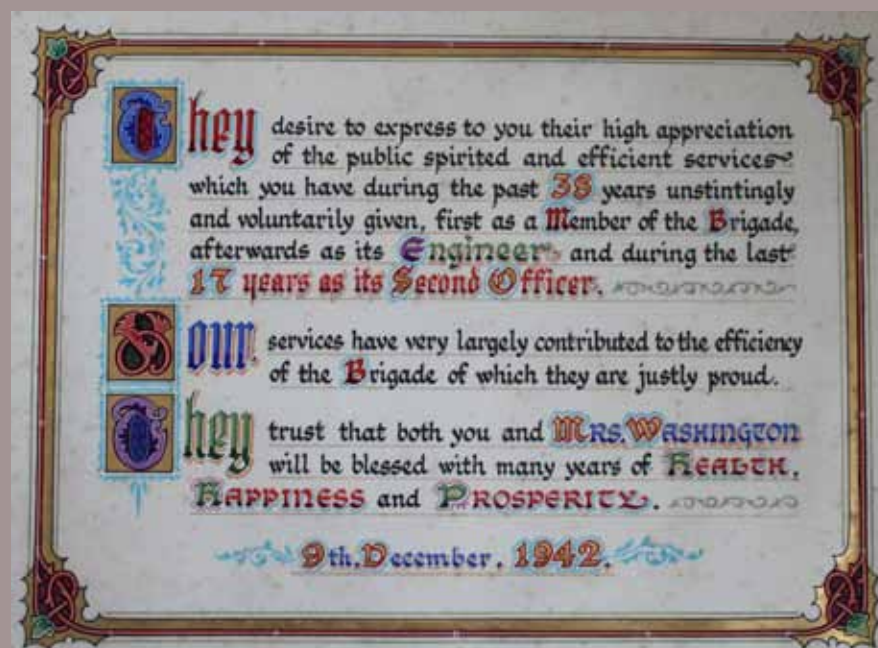 They desire to express to you their high appreciation
of the public spirited and efficient services
which you have during the past 38 years unstintingly
and voluntarily given, first as a Member of the Brigade,
afterwards as its Engineer, and during the last
17 years as its Second Officer.
Your services have very largely contributed to the efficiency
of the Brigade of which they are justly proud.
They trust that both you and MRS. WASHINGTON
will be blessed with many years of HEALTH,
HAPPINESS and PROSPERITY.
9th. December, 1942.